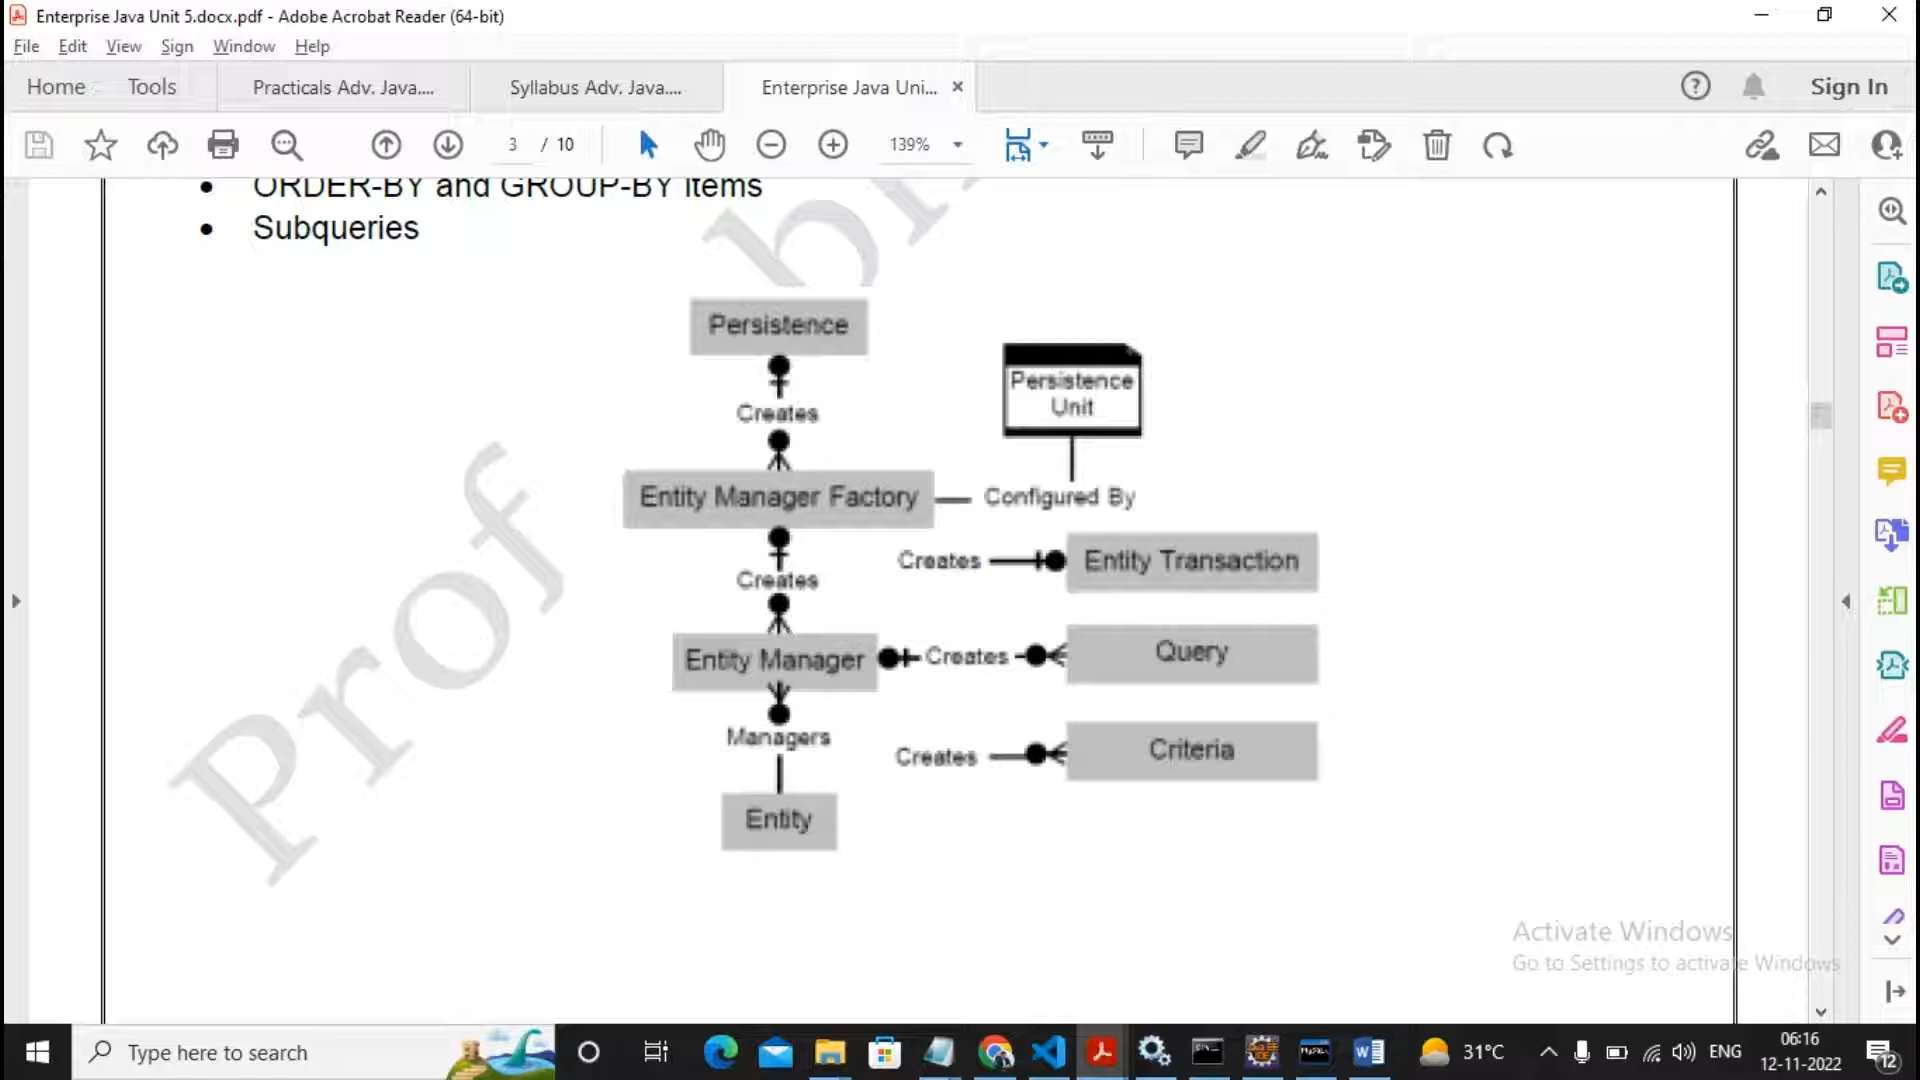 Enterprise Java Unit 5.docx.pdf - Adobe Acrobat Reader (64-bit)
File Edit View Sign Window Help
Home Tools Practicals Adv. Java.... Syllabus Adv. Java.... Enterprise Java Uni... × Sign In
3 / 10 139%
• ORDER-BY and GROUP-BY items
• Subqueries
Persistence
Persistence
Unit
Creates
Entity Manager Factory
Configured By
Creates
Entity Transaction
Creates
Entity Manager
Creates
Query
Managers
Creates
Criteria
Entity
Prof
Activate Windows
Go to Settings to activate Windows
Type here to search
31°C
ENG
06:16
12-11-2022
12